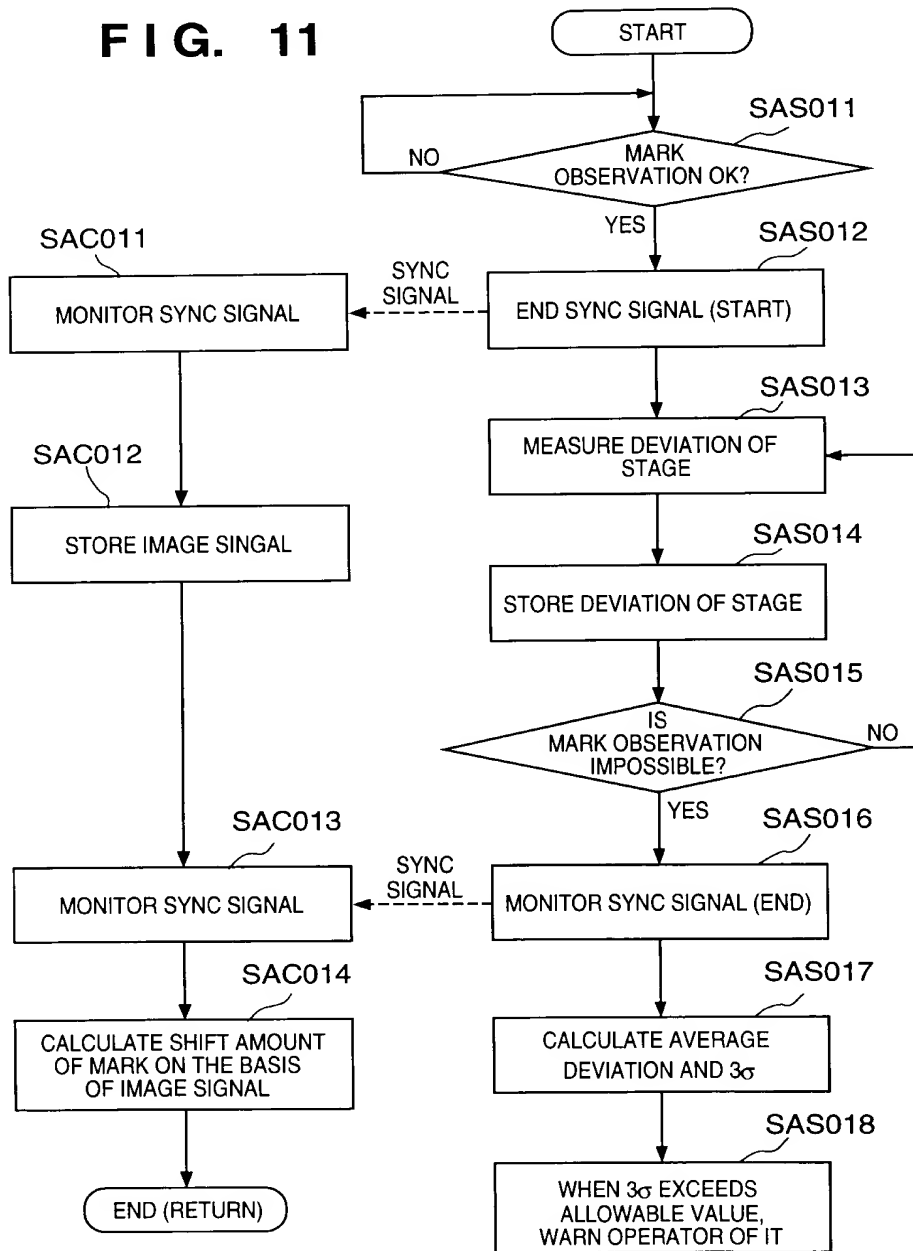 FIG. 11
START
SAS011
NO
MARK
OBSERVATION OK?
YES
SAS012
SAC011
SYNC
SIGNAL
MONITOR SYNC SIGNAL
END SYNC SIGNAL (START)
SAS013
MEASURE DEVIATION OF
STAGE
SAC012
STORE IMAGE SINGAL
SAS014
STORE DEVIATION OF STAGE
SAS015
IS
MARK OBSERVATION
IMPOSSIBLE?
NO
YES
SAS016
SAC013
SYNC
SIGNAL
MONITOR SYNC SIGNAL
MONITOR SYNC SIGNAL (END)
SAC014
CALCULATE SHIFT AMOUNT
OF MARK ON THE BASIS
OF IMAGE SIGNAL
SAS017
CALCULATE AVERAGE
DEVIATION AND 3σ
SAS018
END (RETURN)
WHEN 3σ EXCEEDS
ALLOWABLE VALUE,
WARN OPERATOR OF IT